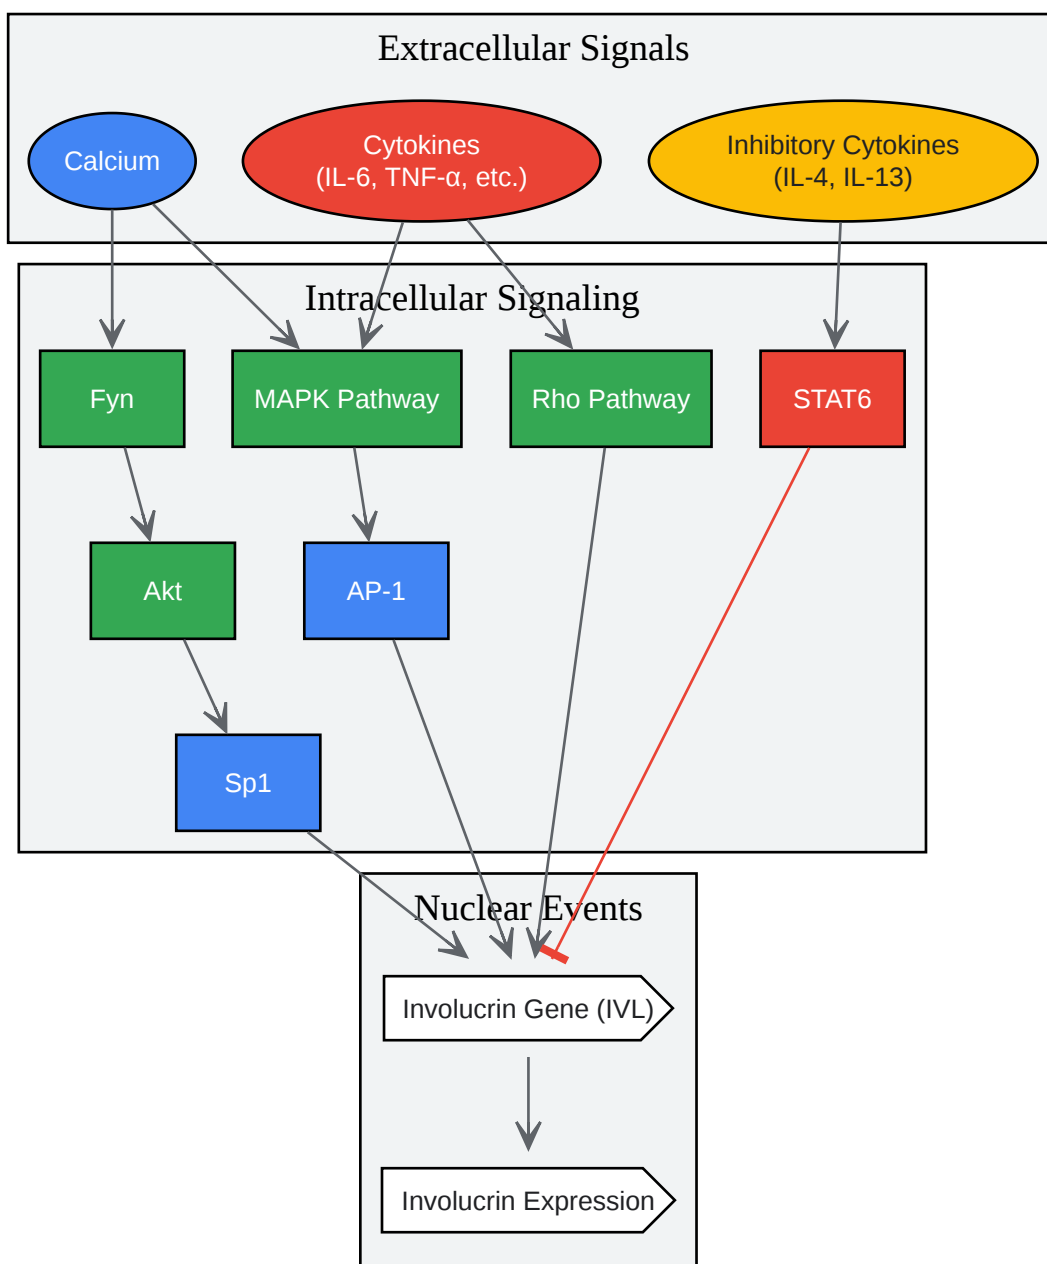 Extracellular Signals
Calcium
Cytokines
(IL-6, TNF-α, etc.)
Inhibitory Cytokines
(IL-4, IL-13)
Intracellular Signaling
Fyn
MAPK Pathway
Rho Pathway
STAT6
Akt
AP-1
Sp1
Nuclear Events
Involucrin Gene (IVL)
Involucrin Expression